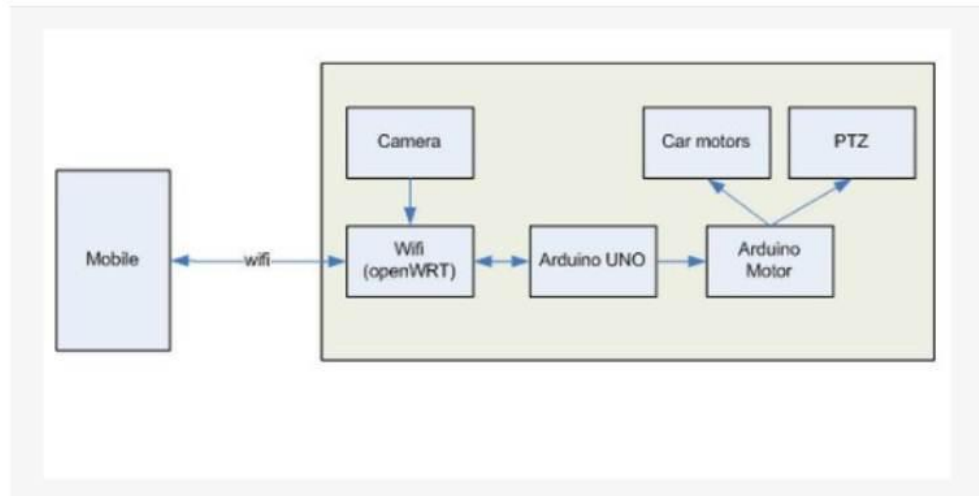 Camera
Car motors
PTZ
Mobile
wifi
Wifi
(openWRT)
Arduino UNO
Arduino
Motor